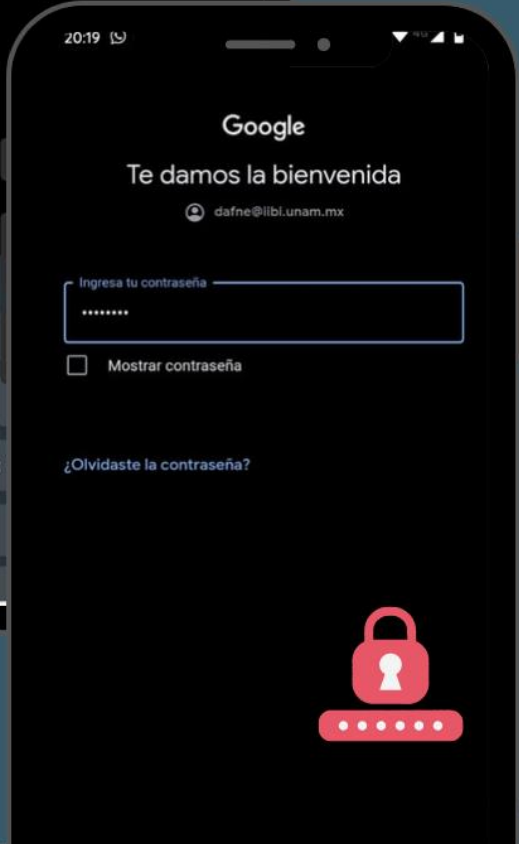 20:19
Google
Te damos la bienvenida
dafne@iibi.unam.mx
Ingresa tu contraseña
••••••••
Mostrar contraseña
¿Olvidaste la contraseña?